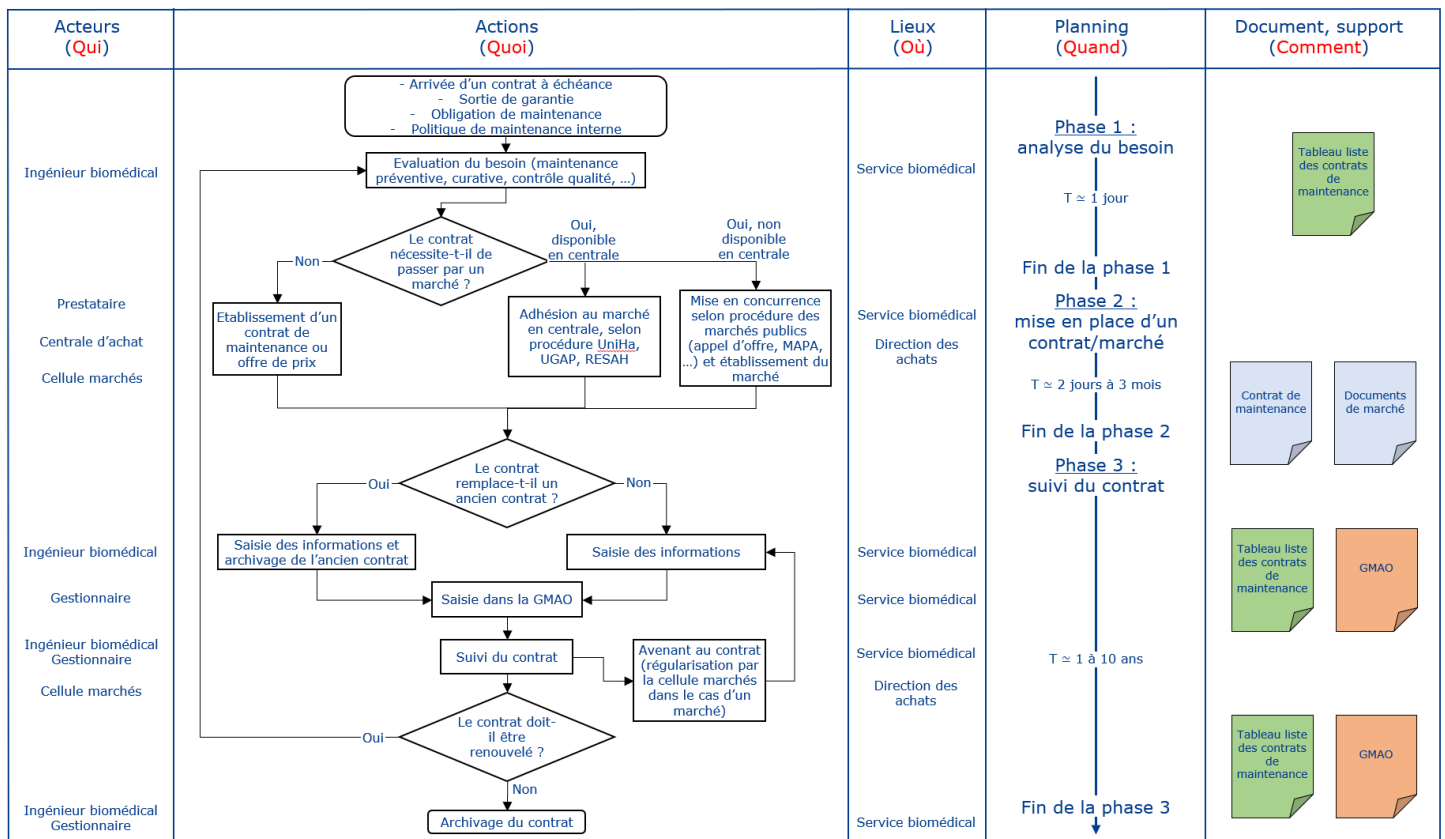 Acteurs
(Qui)
Actions
(Quoi)
Lieux
(Où)
Planning
(Quand)
Document, support
(Comment)
- Arrivée d'un contrat à échéance
- Sortie de garantie
- Obligation de maintenance
- Politique de maintenance interne
Phase 1 :
analyse du besoin
Tableau liste
des contrats
de
maintenance
Ingénieur biomédical
Evaluation du besoin (maintenance
préventive, curative, contrôle qualité, …)
Service biomédical
T ≃ 1 jour
Le contrat
nécessite-t-il de
passer par un
marché ?
Non
Oui,
disponible
en centrale
Oui, non
disponible
en centrale
Fin de la phase 1
Prestataire
Centrale d'achat
Cellule marchés
Etablissement d'un
contrat de
maintenance ou
offre de prix
Adhésion au marché
en centrale, selon
procédure UniHa,
UGAP, RESAH
Mise en concurrence
selon procédure des
marchés publics
(appel d'offre, MAPA,
…) et établissement du
marché
Service biomédical
Direction des
achats
Phase 2 :
mise en place d'un
contrat/marché
T ≃ 2 jours à 3 mois
Contrat de
maintenance
Documents
de marché
Fin de la phase 2
Le contrat
remplace-t-il un
ancien contrat ?
Oui
Non
Phase 3 :
suivi du contrat
Ingénieur biomédical
Saisie des informations et
archivage de l'ancien contrat
Saisie des informations
Service biomédical
Tableau liste
des contrats
de
maintenance
GMAO
Gestionnaire
Saisie dans la GMAO
Service biomédical
Ingénieur biomédical
Gestionnaire
Cellule marchés
Suivi du contrat
Avenant au contrat
(régularisation par
la cellule marchés
dans le cas d'un
marché)
Service biomédical
Direction des
achats
T ≃ 1 à 10 ans
Le contrat doit-
il être
renouvelé ?
Oui
Non
Tableau liste
des contrats
de
maintenance
GMAO
Ingénieur biomédical
Gestionnaire
Archivage du contrat
Service biomédical
Fin de la phase 3